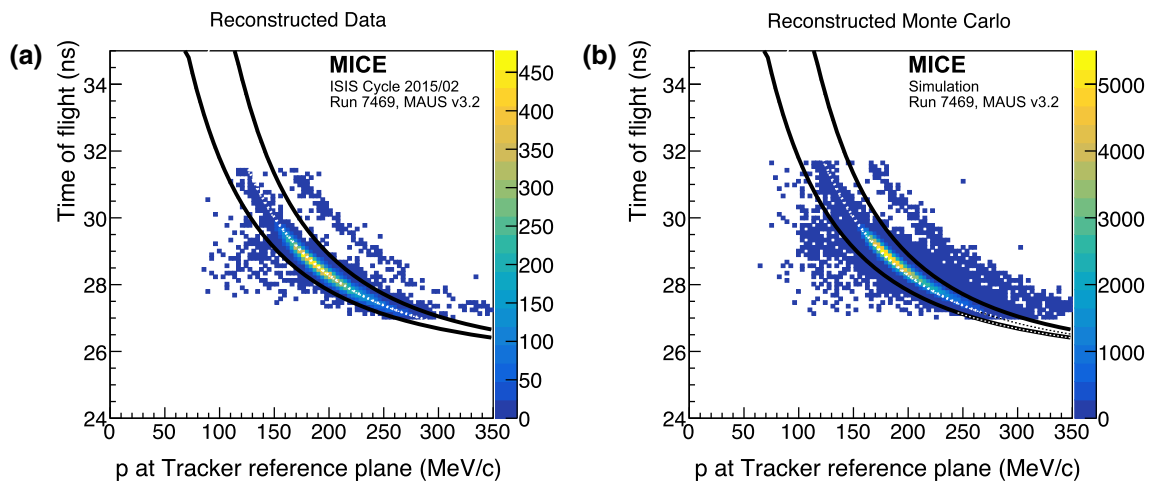 Reconstructed Data
(a)
Time of flight (ns)
MICE
ISIS Cycle 2015/02
Run 7469, MAUS v3.2
34
32
30
28
26
24
0 50 100 150 200 250 300 350
p at Tracker reference plane (MeV/c)
450
400
350
300
250
200
150
100
50
0
Reconstructed Monte Carlo
(b)
Time of flight (ns)
MICE
Simulation
Run 7469, MAUS v3.2
34
32
30
28
26
24
0 50 100 150 200 250 300 350
p at Tracker reference plane (MeV/c)
5000
4000
3000
2000
1000
0